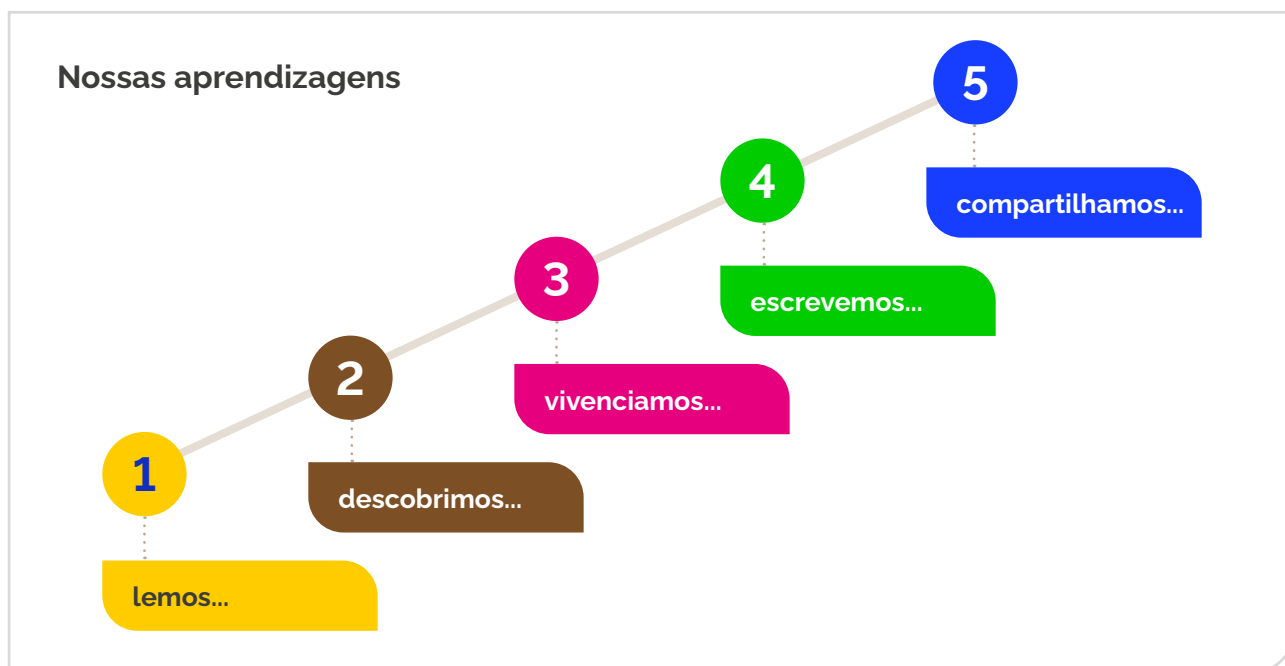 Nossas aprendizagens
1
lemos...
2
descobrimos...
3
vivenciamos...
4
escrevemos...
5
compartilhamos...